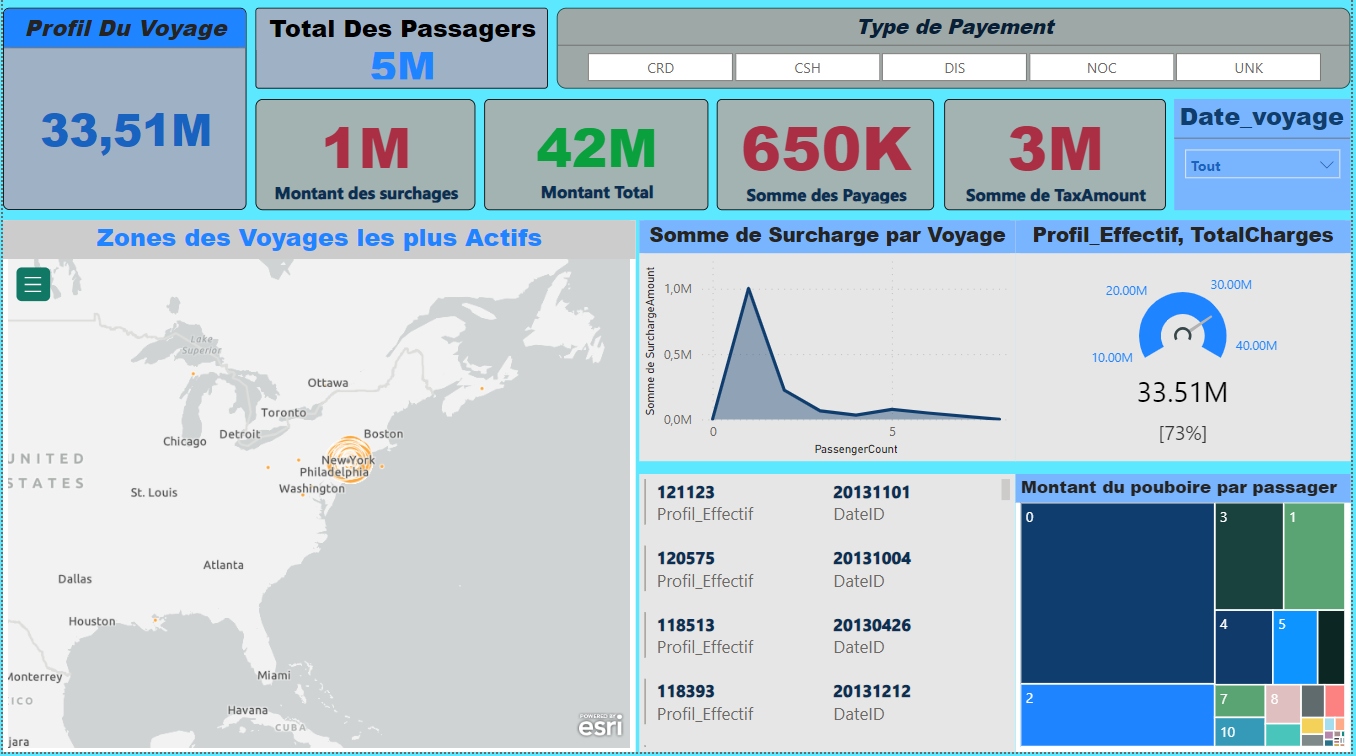 Profil Du Voyage
33,51M
Total Des Passagers
5M
Type de Payement
CRD CSH DIS NOC UNK
1M
Montant des surchages
42M
Montant Total
650K
Somme des Payages
3M
Somme de TaxAmount
Date_voyage
Tout
Zones des Voyages les plus Actifs
Lake
Superior
Ottawa
Toronto
Chicago
Detroit
Boston
New York
Philadelphia
Washington
UNITED
STATES
St. Louis
Atlanta
Dallas
Houston
Miami
Monterrey
ICO
Havana
CUBA
jara
POWERED BY
esri
Somme de Surcharge par Voyage
Somme de SurchargeAmount
1,0M
0,5M
0,0M
0 5
PassengerCount
Profil_Effectif, TotalCharges
20.00M
30.00M
10.00M
40.00M
33.51M
[73%]
121123 20131101
Profil_Effectif DateID
120575 20131004
Profil_Effectif DateID
118513 20130426
Profil_Effectif DateID
118393 20131212
Profil_Effectif DateID
Montant du pouboire par passager
0 3 1
4 5
2 7 8
10